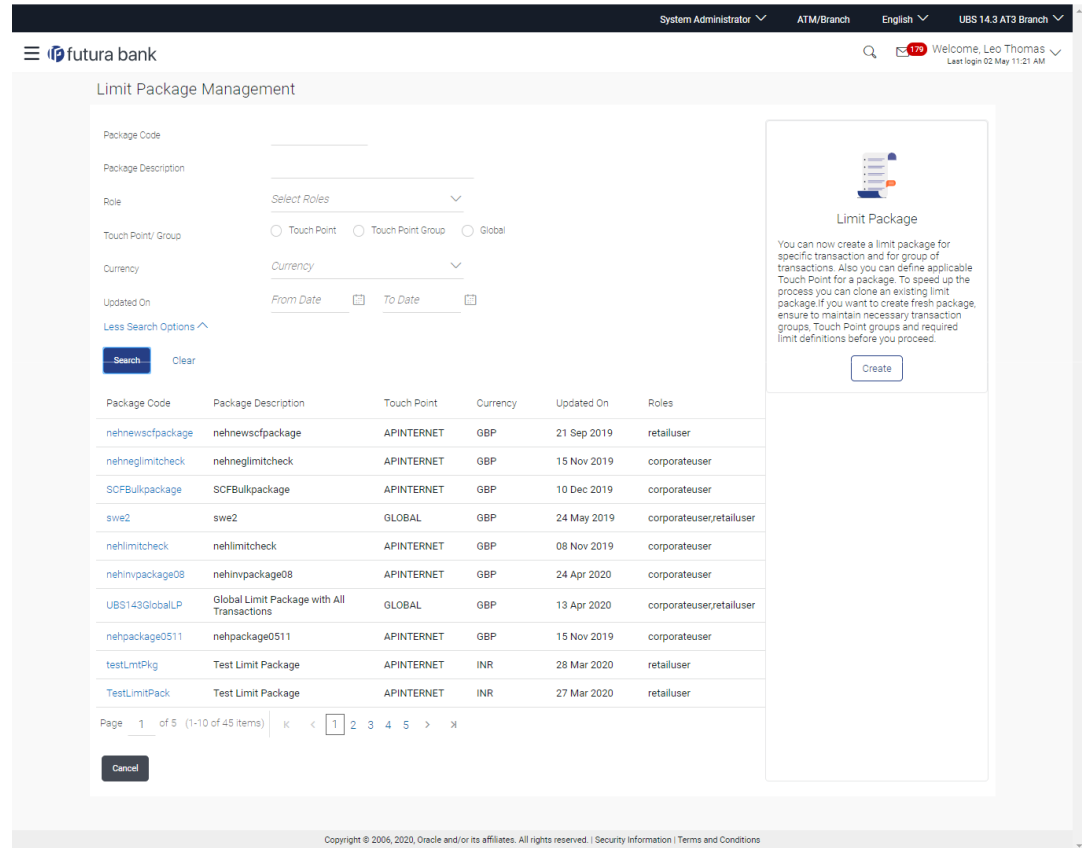 System Administrator ATM/Branch English UBS 14.3 AT3 Branch
futura bank 179 Welcome, Leo Thomas
Last login 02 May 11:21 AM
Limit Package Management
Package Code
Package Description
Role Select Roles
Touch Point/ Group Touch Point Touch Point Group Global
Currency Currency
Updated On From Date To Date
Less Search Options
Search Clear
Limit Package
You can now create a limit package for
specific transaction and for group of
transactions. Also you can define applicable
Touch Point for a package. To speed up the
process you can clone an existing limit
package.If you want to create fresh package,
ensure to maintain necessary transaction
groups, Touch Point groups and required
limit definitions before you proceed.
Create
Package Code Package Description Touch Point Currency Updated On Roles
nehnewscfpackage nehnewscfpackage APINTERNET GBP 21 Sep 2019 retailuser
nehneglimitcheck nehneglimitcheck APINTERNET GBP 15 Nov 2019 corporateuser
SCFBulkpackage SCFBulkpackage APINTERNET GBP 10 Dec 2019 corporateuser
swe2 swe2 GLOBAL GBP 24 May 2019 corporateuser,retailuser
nehlimitcheck nehlimitcheck APINTERNET GBP 08 Nov 2019 corporateuser
nehinvpackage08 nehinvpackage08 APINTERNET GBP 24 Apr 2020 corporateuser
UBS143GlobalLP Global Limit Package with All Transactions GLOBAL GBP 13 Apr 2020 corporateuser,retailuser
nehpackage0511 nehpackage0511 APINTERNET GBP 15 Nov 2019 corporateuser
testLmtPkg Test Limit Package APINTERNET INR 28 Mar 2020 retailuser
TestLimitPack Test Limit Package APINTERNET INR 27 Mar 2020 retailuser
Page 1 of 5 (1-10 of 45 items) 1 2 3 4 5
Cancel
Copyright © 2006, 2020, Oracle and/or its affiliates. All rights reserved. | Security Information | Terms and Conditions